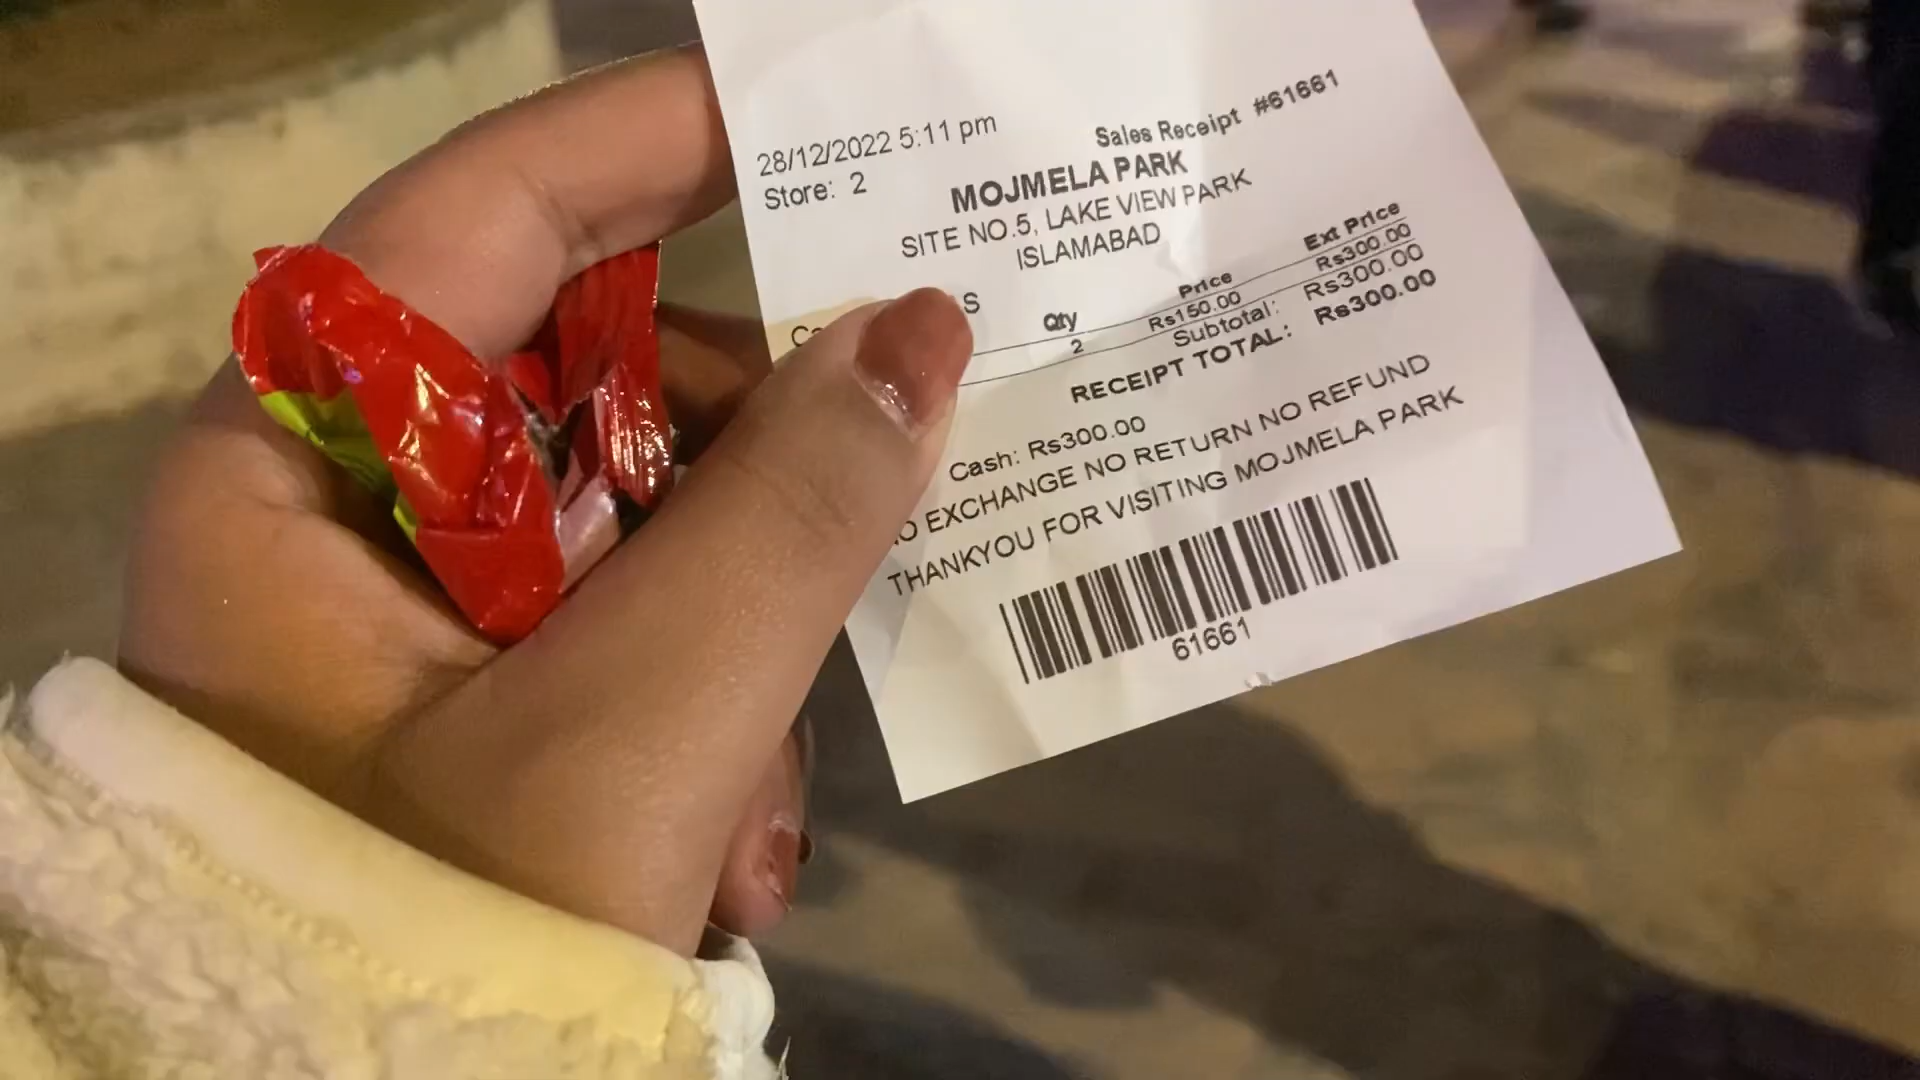 Sales Receipt #61661
28/12/2022 5:11 pm
Store: 2
MOJMELA PARK
SITE NO.5, LAKE VIEW PARK
ISLAMABAD
Qty Price Ext Price
2 Rs150.00 Rs300.00
Subtotal: Rs300.00
RECEIPT TOTAL: Rs300.00
Cash: Rs300.00
EXCHANGE NO RETURN NO REFUND
THANKYOU FOR VISITING MOJMELA PARK
61661